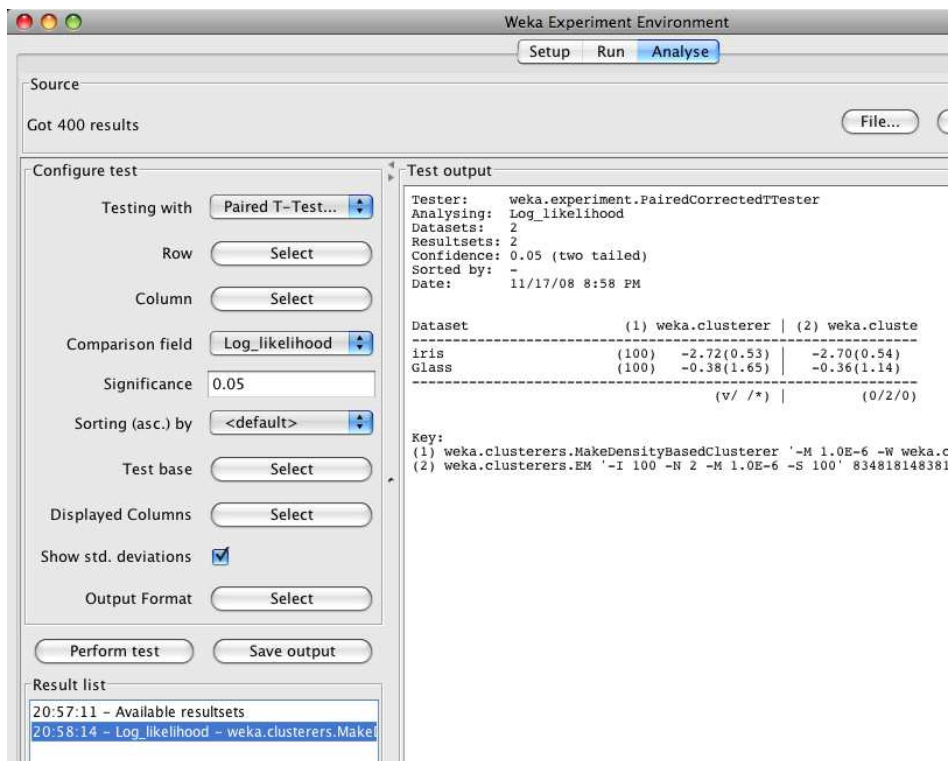 Weka Experiment Environment
Setup Run Analyse
Source
Got 400 results
File...
Configure test
Testing with Paired T-Test...
Row Select
Column Select
Comparison field Log_likelihood
Significance 0.05
Sorting (asc.) by <default>
Test base Select
Displayed Columns Select
Show std. deviations
Output Format Select
Perform test Save output
Result list
20:57:11 – Available resultsets
20:58:14 – Log_likelihood – weka.clusterers.Make
Test output
Tester: weka.experiment.PairedCorrectedTTester
Analysing: Log_likelihood
Datasets: 2
Resultsets: 2
Confidence: 0.05 (two tailed)
Sorted by: -
Date: 11/17/08 8:58 PM
Dataset (1) weka.clusterer | (2) weka.cluste
--------------------------------------------------------------
iris (100) -2.72(0.53) | -2.70(0.54)
Glass (100) -0.38(1.65) | -0.36(1.14)
--------------------------------------------------------------
(v/ /*) | (0/2/0)
Key:
(1) weka.clusterers.MakeDensityBasedClusterer '-M 1.0E-6 -W weka.c
(2) weka.clusterers.EM '-I 100 -N 2 -M 1.0E-6 -S 100' 834818148381